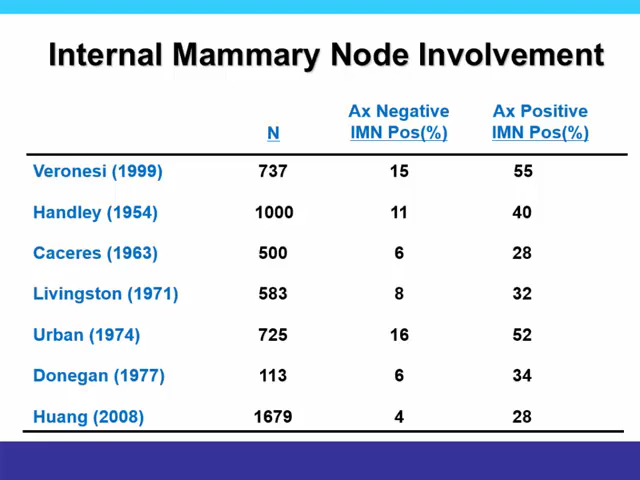 Internal Mammary Node Involvement
N Ax Negative IMN Pos(%) Ax Positive IMN Pos(%)
Veronesi (1999) 737 15 55
Handley (1954) 1000 11 40
Caceres (1963) 500 6 28
Livingston (1971) 583 8 32
Urban (1974) 725 16 52
Donegan (1977) 113 6 34
Huang (2008) 1679 4 28